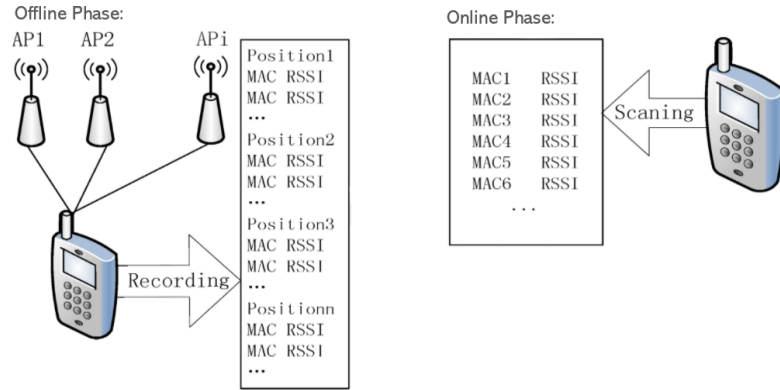 Offline Phase:
AP1 AP2 APi
Position1
MAC RSSI
MAC RSSI
...
Position2
MAC RSSI
MAC RSSI
...
Position3
MAC RSSI
MAC RSSI
...
Positionn
MAC RSSI
MAC RSSI
...
Recording
Online Phase:
MAC1 RSSI
MAC2 RSSI
MAC3 RSSI
MAC4 RSSI
MAC5 RSSI
MAC6 RSSI
...
Scaning